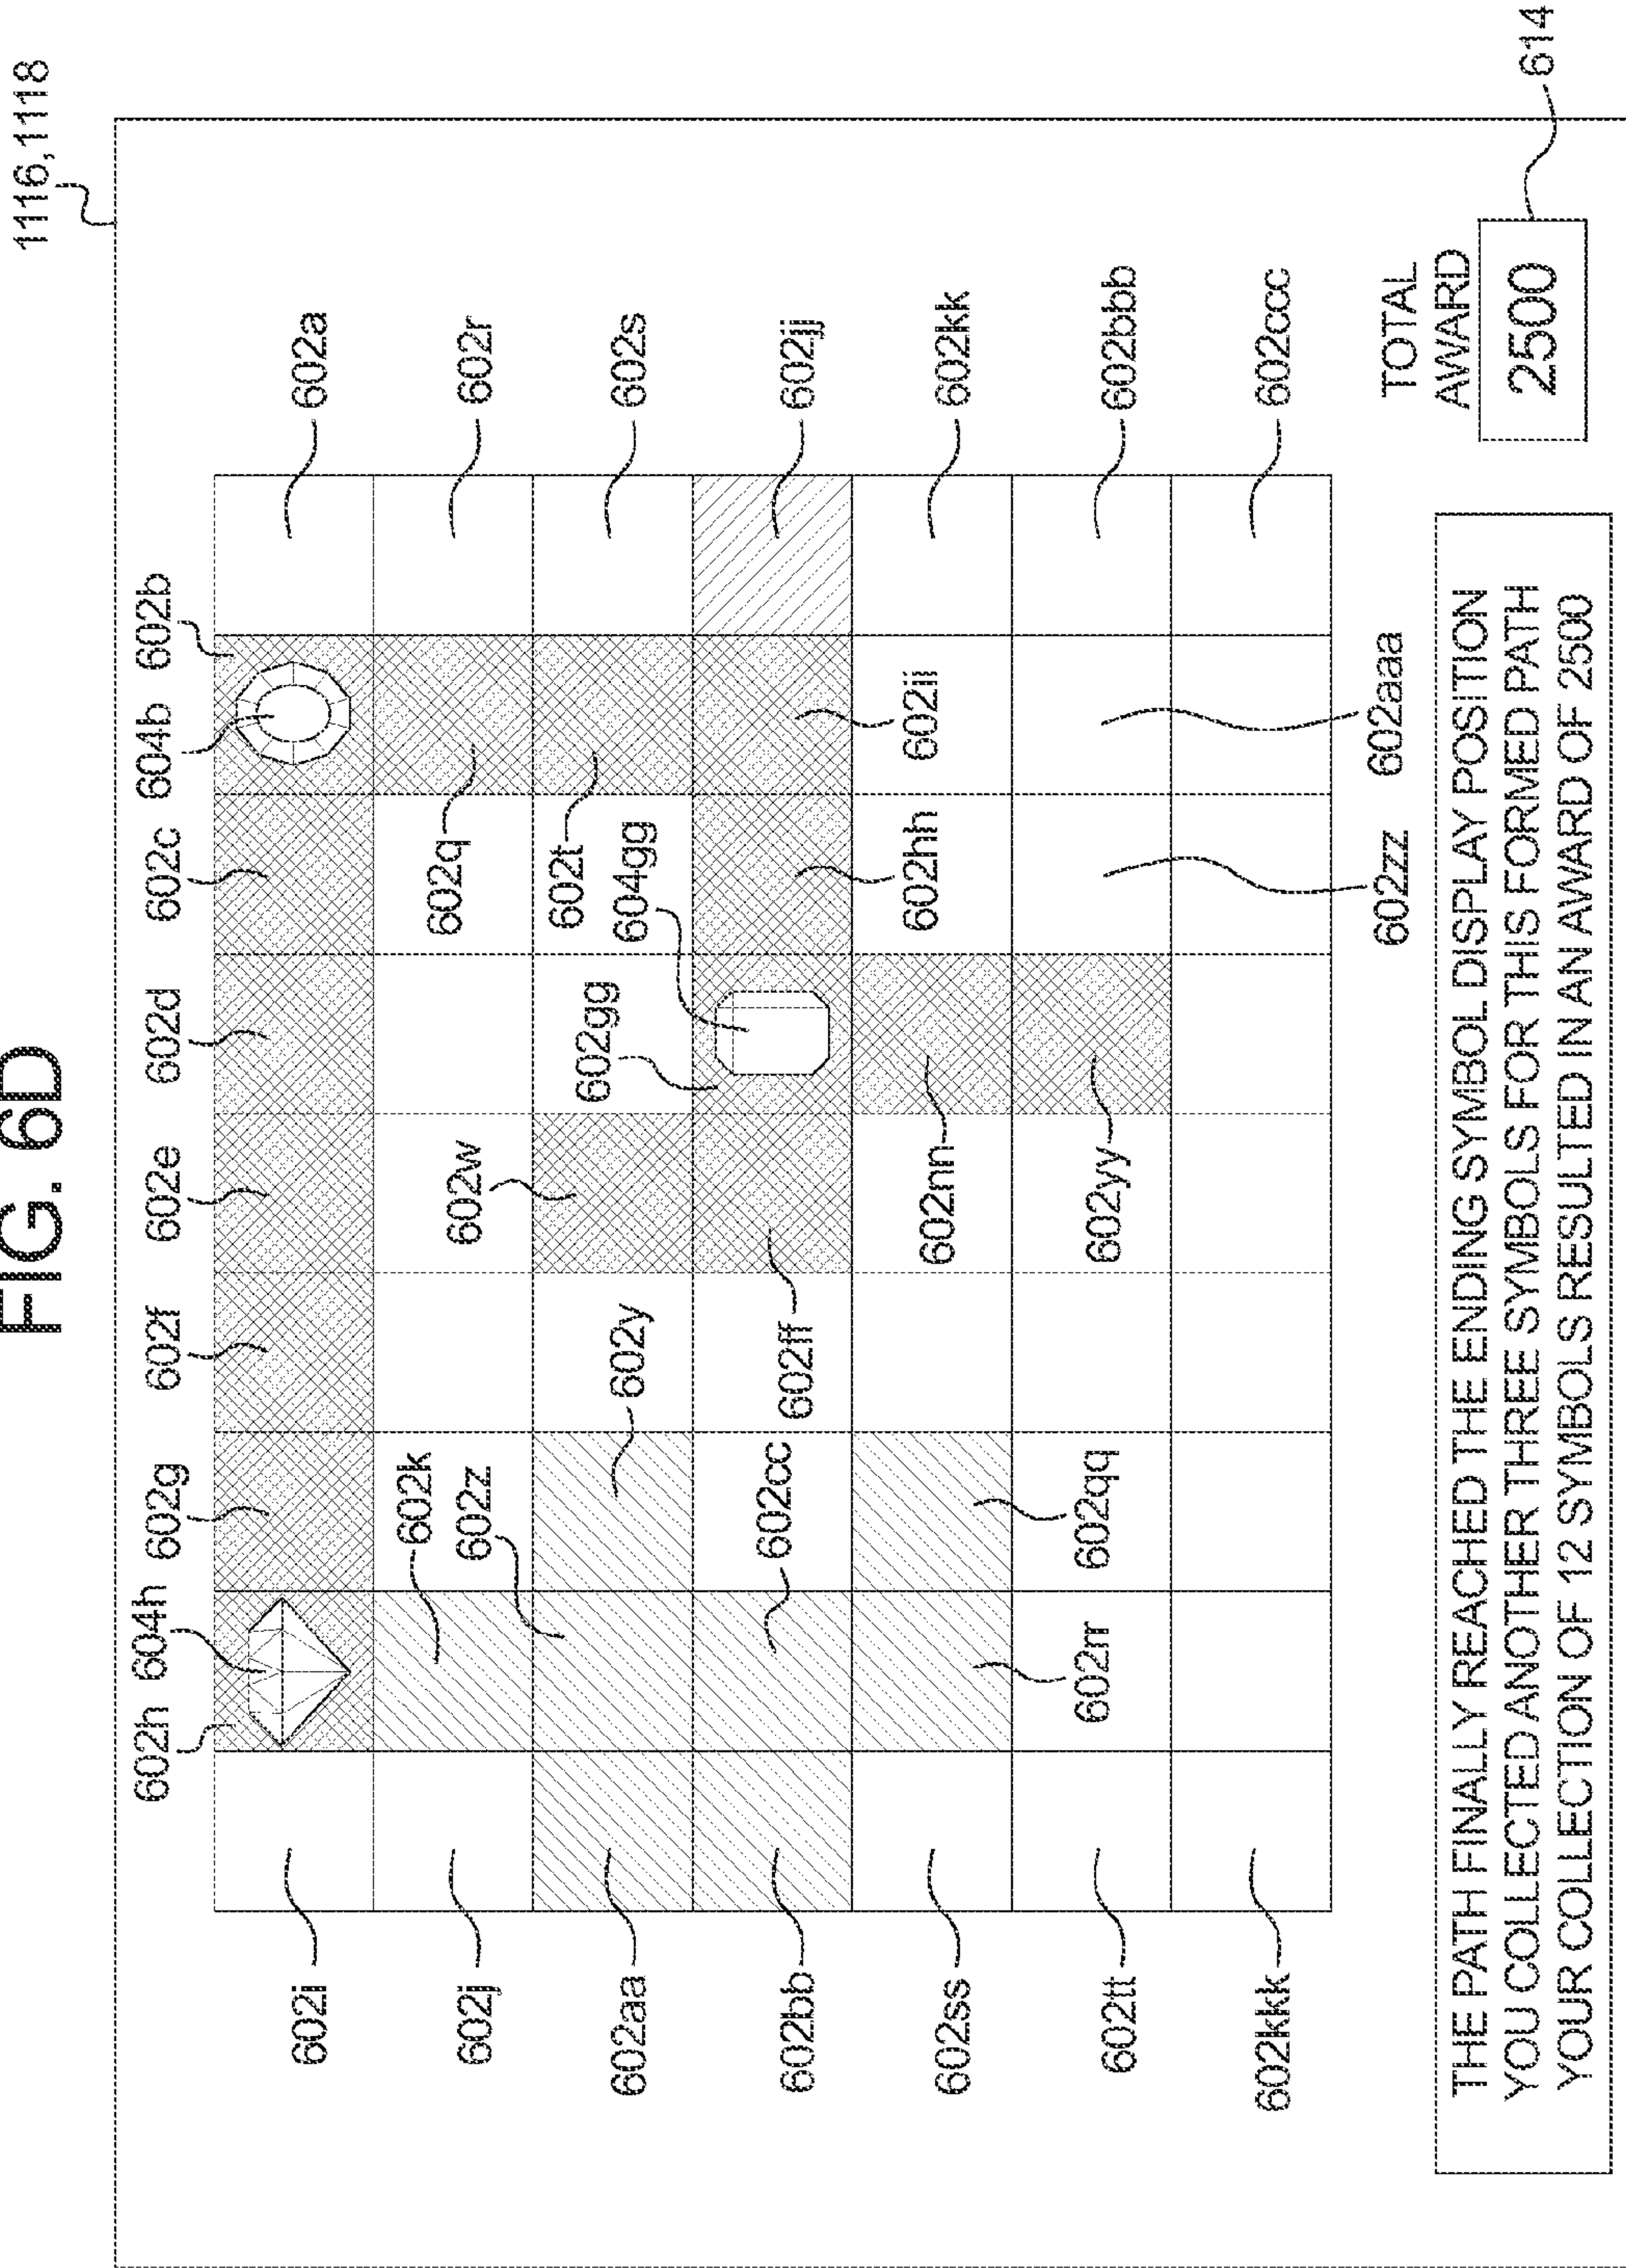 FIG. 6D
1116,1118
602h 604h 602g 602f 602e 602d 602c 604b 602b
602i
602a
602k
602w
602q
602j
602z
602r
602aa
602y
602gg
602t
604gg
602s
602bb
602cc
602ff
602jj
602ss
602nn
602hh
602ii
602kk
602tt
602rr
602qq
602yy
602bbb
602kkk
602ccc
602zz
602aaa
THE PATH FINALLY REACHED THE ENDING SYMBOL DISPLAY POSITION
YOU COLLECTED ANOTHER THREE SYMBOLS FOR THIS FORMED PATH
YOUR COLLECTION OF 12 SYMBOLS RESULTED IN AN AWARD OF 2500
TOTAL
AWARD
2500
614